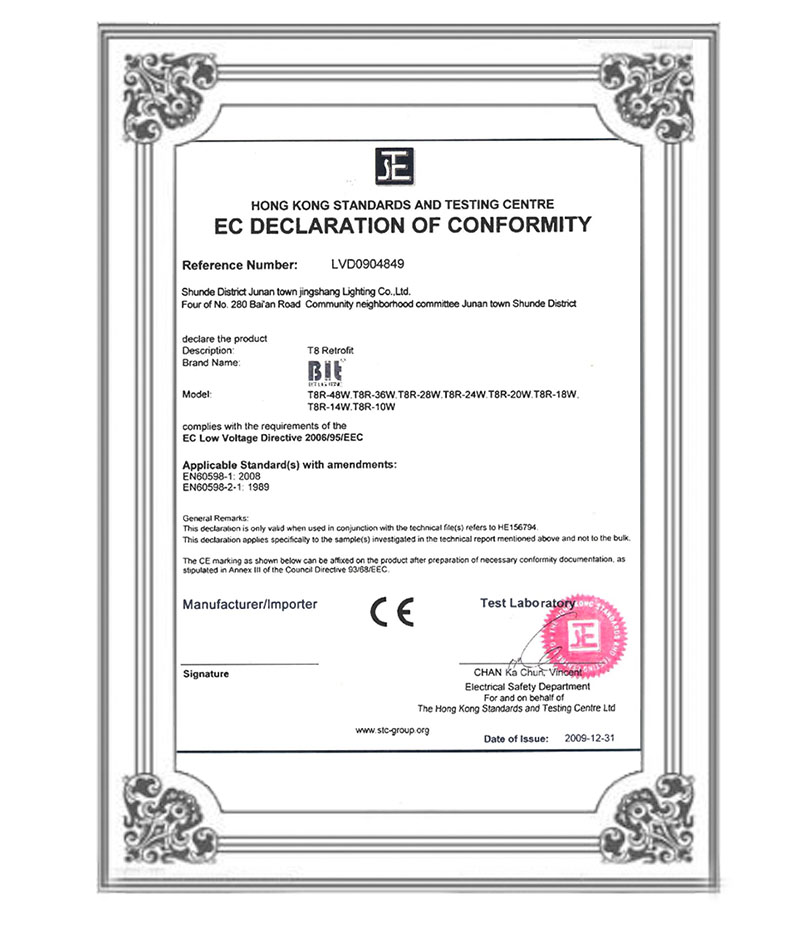 STE
HONG KONG STANDARDS AND TESTING CENTRE
EC DECLARATION OF CONFORMITY
Reference Number: LVD0904849
Shunde District Junan town jingshang Lighting Co.,Ltd.
Four of No. 280 Bai'an Road Community neighborhood committee Junan town Shunde District
declare the product
Description: T8 Retrofit
Brand Name: Blt
Model: T8R-48W,T8R-36W,T8R-28W,T8R-24W,T8R-20W,T8R-18W,
T8R-14W,T8R-10W
complies with the requirements of the
EC Low Voltage Directive 2006/95/EEC
Applicable Standard(s) with amendments:
EN60598-1: 2008
EN60598-2-1: 1989
General Remarks:
This declaration is only valid when used in conjunction with the technical file(s) refers to HE156794.
This declaration applies specifically to the sample(s) investigated in the technical report mentioned above and not to the bulk.
The CE marking as shown below can be affixed on the product after preparation of necessary conformity documentation, as
stipulated in Annex III of the Council Directive 93/68/EEC.
Manufacturer/Importer CE Test Laboratory
Signature
CHAN Ka Chun, Vincent
Electrical Safety Department
For and on behalf of
The Hong Kong Standards and Testing Centre Ltd
www.stc-group.org
Date of Issue: 2009-12-31